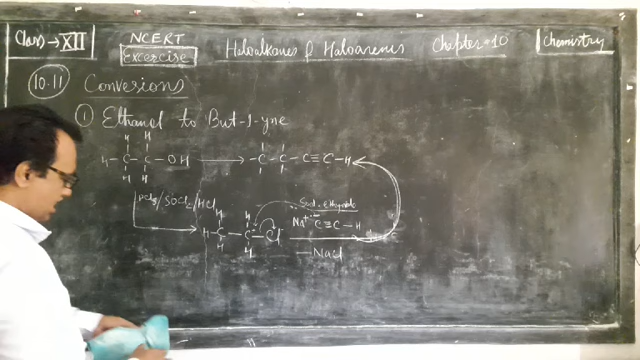 Class → XII
NCERT
Excercise
Haloalkanes & Haloarenes
Chapter=10
Chemistry
10.11
Conversions
① Ethanol to But-1-yne
H H
H-C-C-OH → -C-C-C≡C-H
H H
PCl₅/SOCl₂/HCl
Sod. ethynide
H H
H-C-C-Cl
Na⁺ ⁻C≡C-H
H H
-NaCl